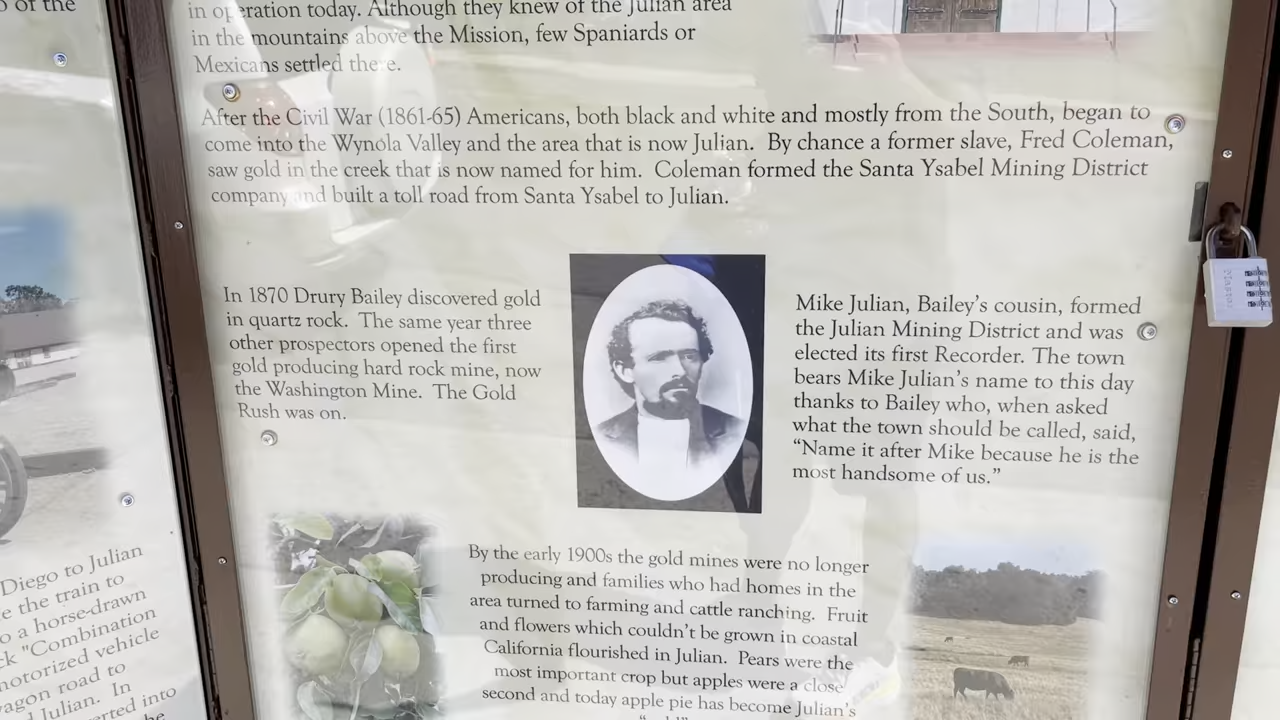 o of the
in operation today. Although they knew of the Julian area
in the mountains above the Mission, few Spaniards or
Mexicans settled there.
After the Civil War (1861-65) Americans, both black and white and mostly from the South, began to
come into the Wynola Valley and the area that is now Julian. By chance a former slave, Fred Coleman,
saw gold in the creek that is now named for him. Coleman formed the Santa Ysabel Mining District
company and built a toll road from Santa Ysabel to Julian.
In 1870 Drury Bailey discovered gold
in quartz rock. The same year three
other prospectors opened the first
gold producing hard rock mine, now
the Washington Mine. The Gold
Rush was on.
Mike Julian, Bailey's cousin, formed
the Julian Mining District and was
elected its first Recorder. The town
bears Mike Julian's name to this day
thanks to Bailey who, when asked
what the town should be called, said,
"Name it after Mike because he is the
most handsome of us."
By the early 1900s the gold mines were no longer
producing and families who had homes in the
area turned to farming and cattle ranching. Fruit
and flowers which couldn't be grown in coastal
California flourished in Julian. Pears were the
most important crop but apples were a close
second and today apple pie has become Julian's
Diego to Julian
e the train to
o a horse-drawn
ck "Combination
motorized vehicle
agon road to
Julian. In
erted into
the
Master